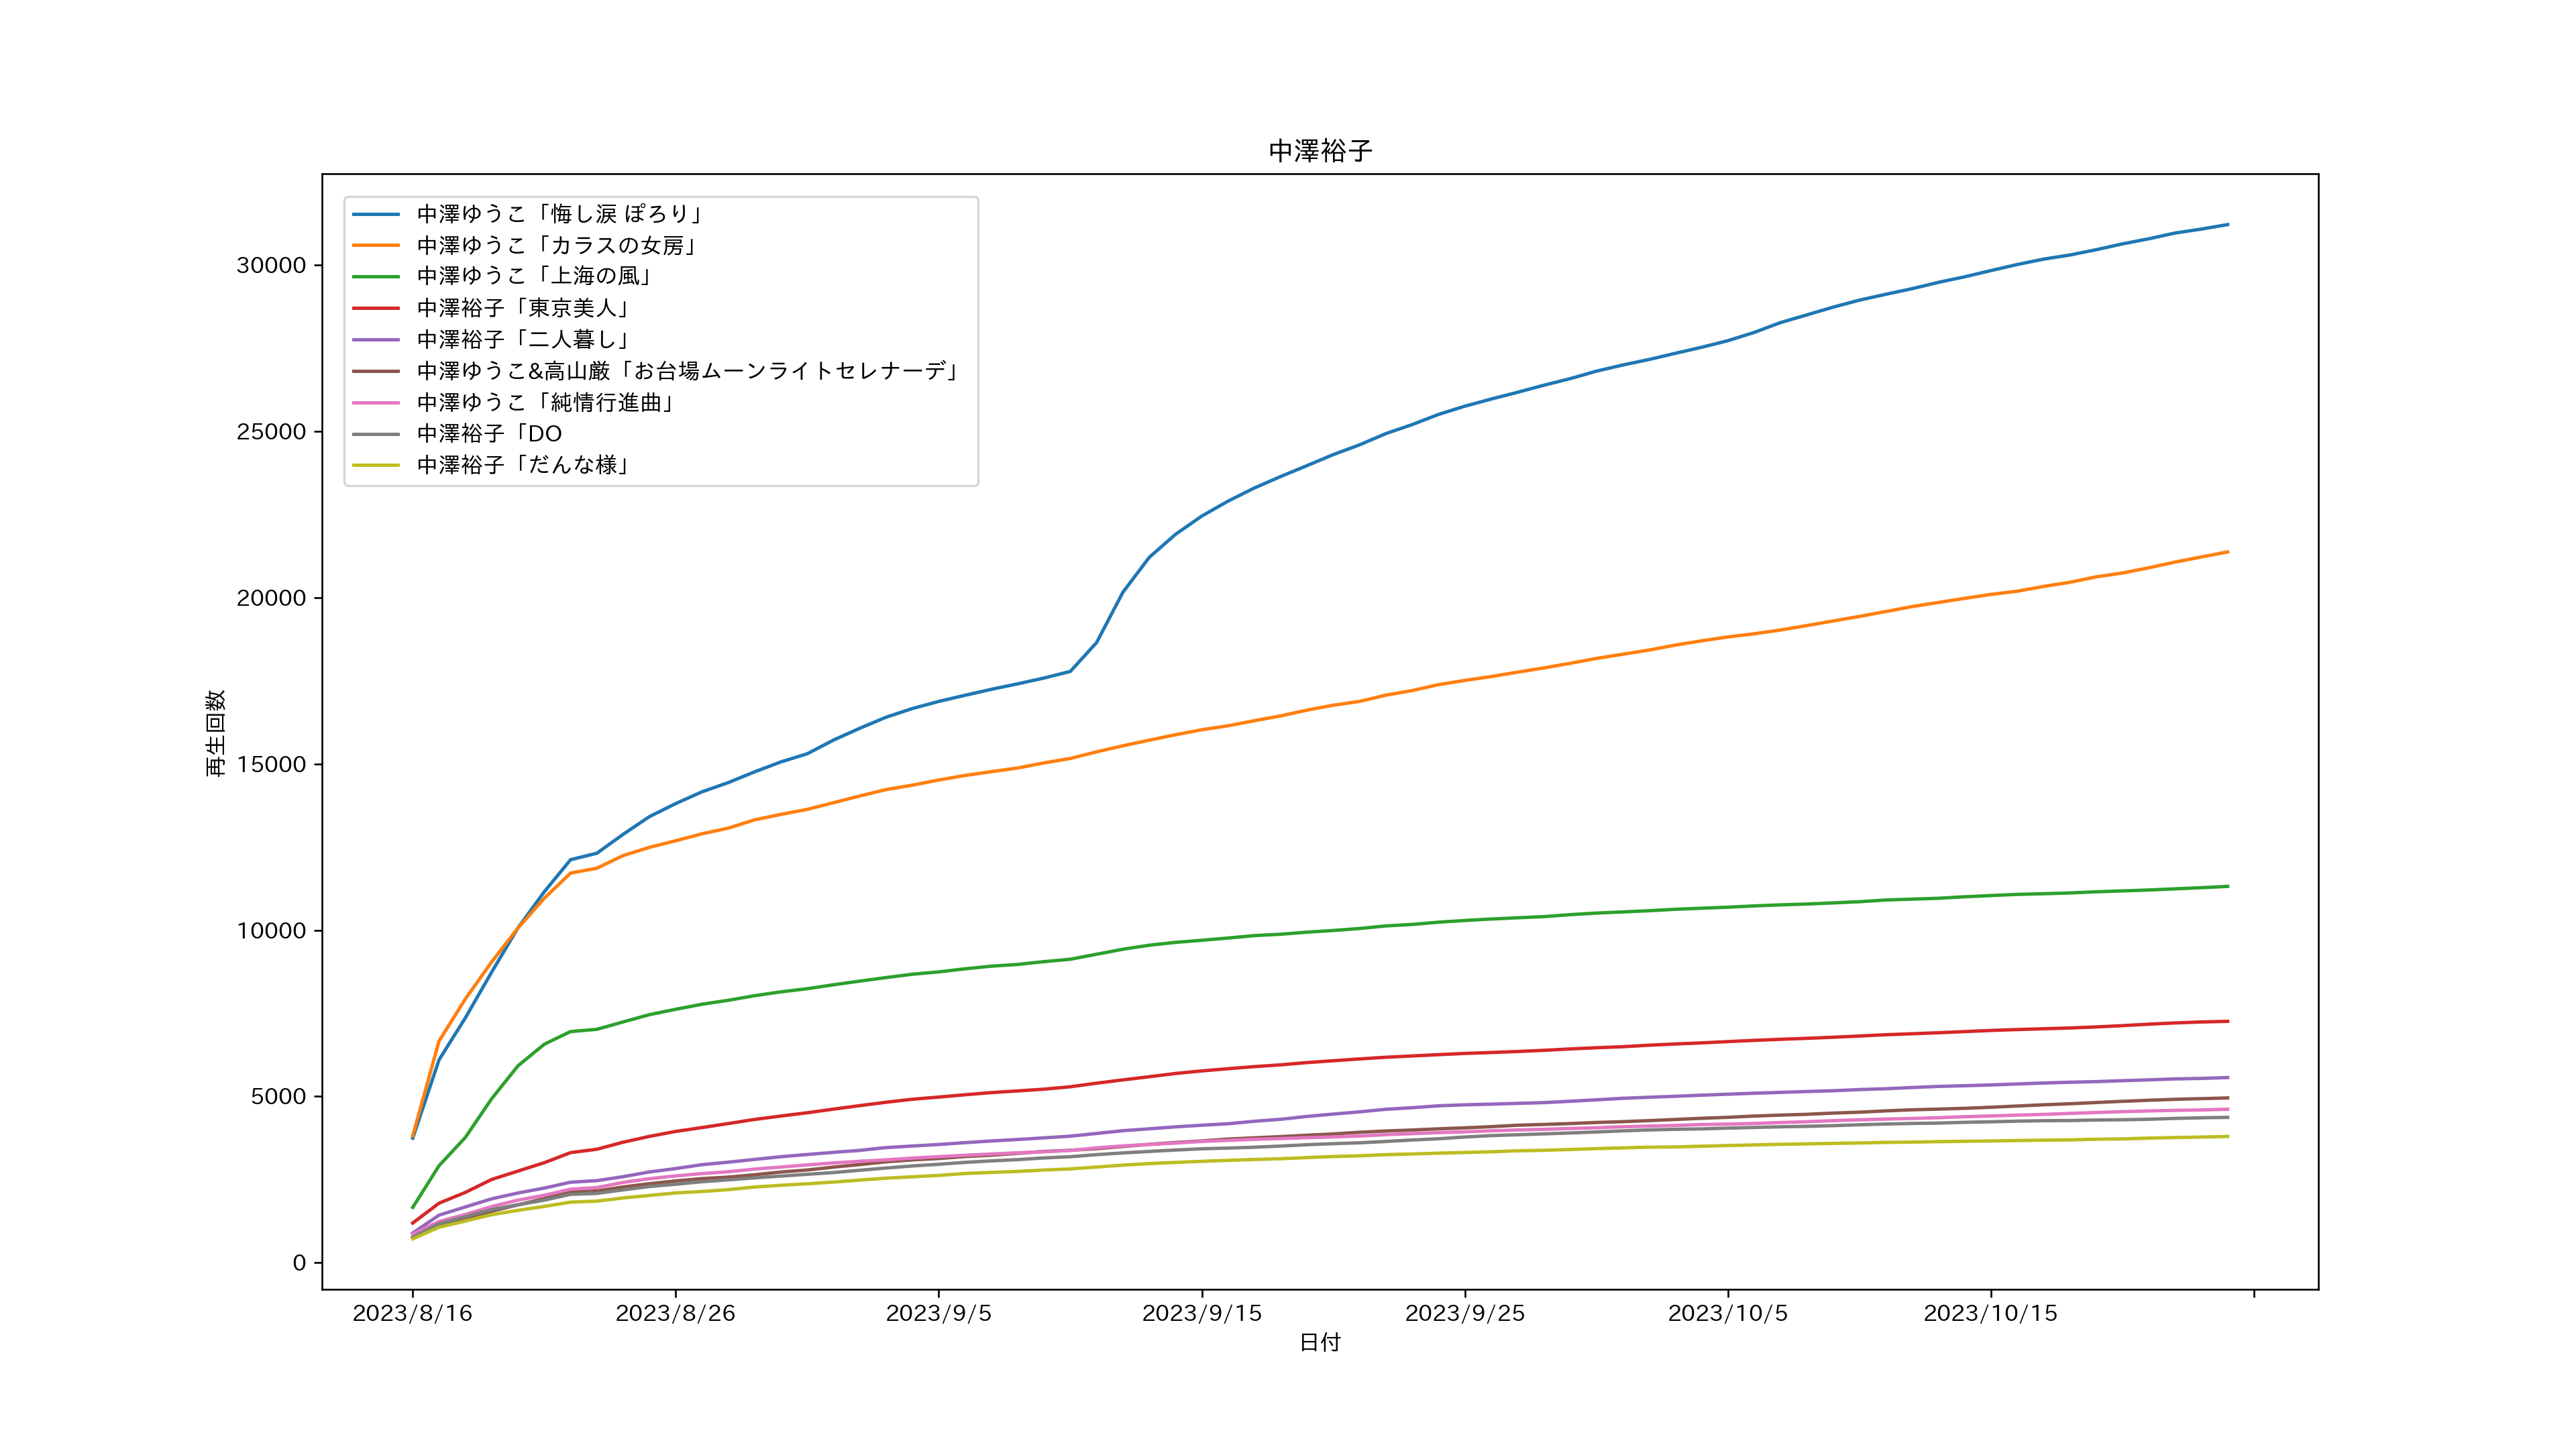 中澤裕子
中澤ゆうこ「悔し涙 ぽろり」
中澤ゆうこ「カラスの女房」
中澤ゆうこ「上海の風」
中澤裕子「東京美人」
中澤裕子「二人暮し」
中澤ゆうこ&高山厳「お台場ムーンライトセレナーデ」
中澤ゆうこ「純情行進曲」
中澤裕子「DO
中澤裕子「だんな様」
再生回数
30000
25000
20000
15000
10000
5000
0
2023/8/16 2023/8/26 2023/9/5 2023/9/15 2023/9/25 2023/10/5 2023/10/15
日付